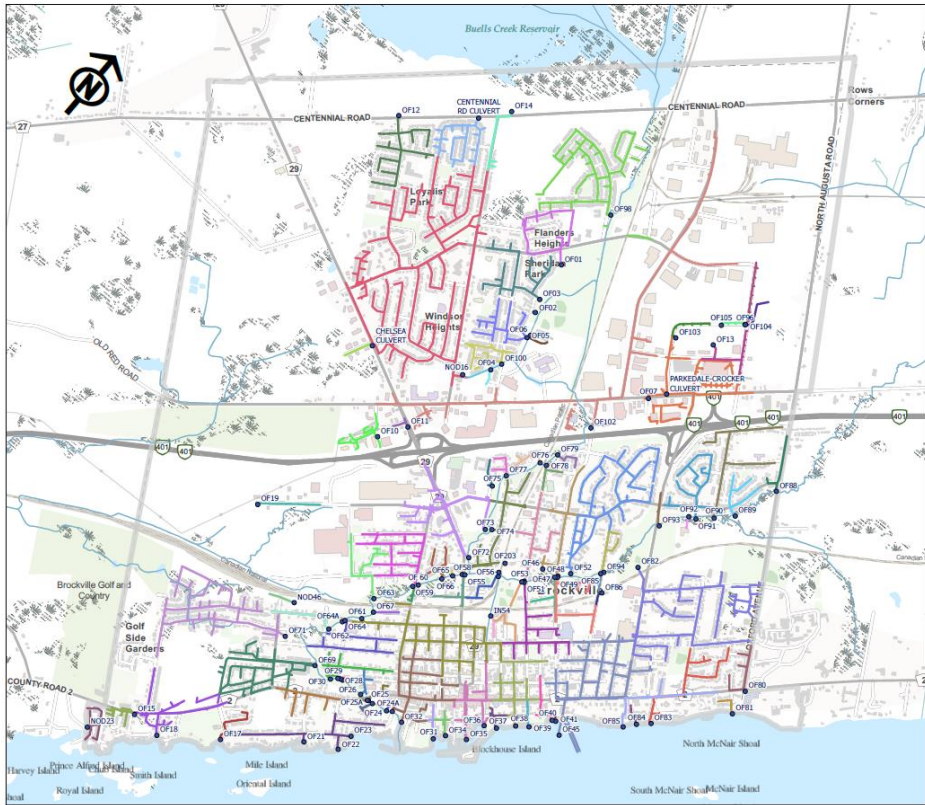 29
Buells Creek Reservoir
N
Rows
Corners
27
CENTENNIAL ROAD
OF12
CENTENNIAL
RD CULVERT
OF14
CENTENNIAL ROAD
NORTH AUGUSTA ROAD
29
Park
OF98
Flanders
Heights
Sheridan
Park
OF01
OF03
OF02
Windsor
Heights
CHELSEA
CULVERT
OF06
OF05
OF103
OF105
OF96
OF104
OF13
OLD RED ROAD
NOD16
OF04
OF100
OF07
PARKEDALE-CROCKER
CULVERT
401
401
401
401
401
401
401
401
OF10
OF11
OF102
29
OF76
OF79
OF78
OF77
OF75
OF19
OF88
OF73
OF74
OF93
OF92
OF91
OF90
OF89
OF72
OF203
OF82
OF46
OF52
OF94
OF58
OF56
OF53
OF48
OF47
OF49
OF85
OF86
OF66
OF55
OF60
OF59
Brockville Golf and
Country
NOD46
OF63
OF67
OF61
OF64A
OF64
OF62
IN54
OF71
Golf
Side
Gardens
29
OF69
OF29
OF30
OF28
OF26
OF25
OF25A
OF24
OF24A
COUNTY ROAD 2
2
2
2
OF80
OF81
NOD23
OF15
OF18
OF17
OF21
OF23
OF22
OF32
OF31
OF34
OF36
OF35
OF37
OF38
OF39
OF40
OF41
OF45
OF85
OF84
OF83
Blockhouse Island
North McNair Shoal
Harvey Island
Prince Alfred Island
Smith Island
Royal Island
Mile Island
Oriental Island
South McNair Shoal
McNair Island